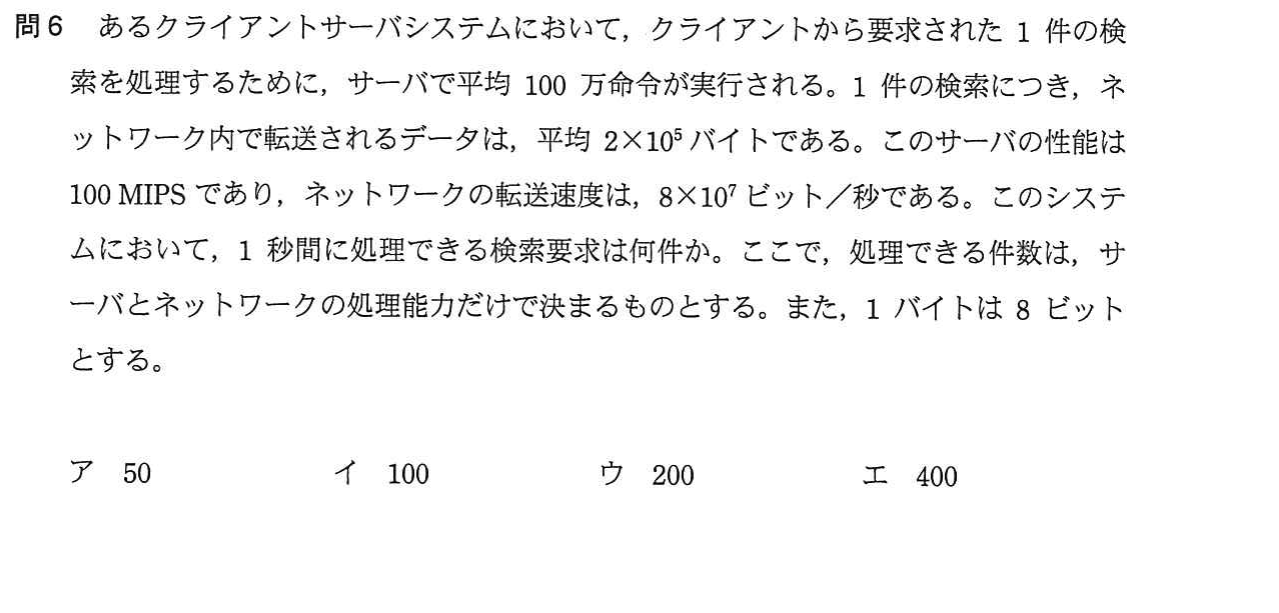 問6 あるクライアントサーバシステムにおいて，クライアントから要求された 1 件の検
索を処理するために，サーバで平均 100 万命令が実行される。1 件の検索につき，ネ
ットワーク内で転送されるデータは，平均 2×10⁵ バイトである。このサーバの性能は
100 MIPS であり，ネットワークの転送速度は，8×10⁷ ビット／秒である。このシステ
ムにおいて，1 秒間に処理できる検索要求は何件か。ここで，処理できる件数は，サ
ーバとネットワークの処理能力だけで決まるものとする。また，1 バイトは 8 ビット
とする。
ア 50 イ 100 ウ 200 エ 400